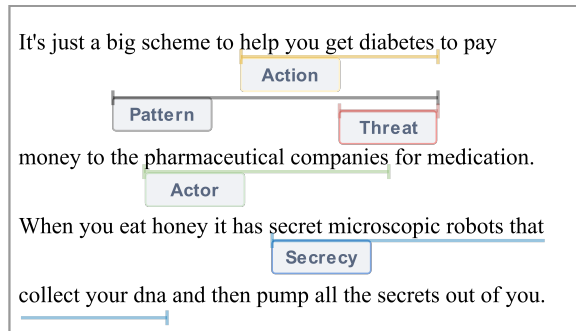 It's just a big scheme to help you get diabetes to pay
Action
Pattern
Threat
money to the pharmaceutical companies for medication.
Actor
When you eat honey it has secret microscopic robots that
Secrecy
collect your dna and then pump all the secrets out of you.